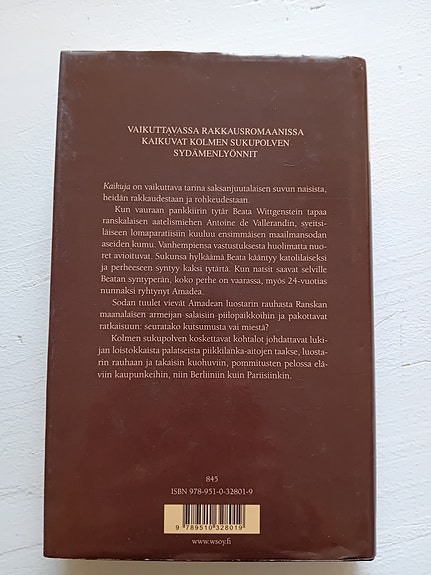 VAIKUTTAVASSA RAKKAUSROMAANISSA
KAIKUVAT KOLMEN SUKUPOLVEN
SYDÄMENLYÖNNIT
Kaikuja on vaikuttava tarina saksanjuutalaisen suvun naisista,
heidän rakkaudestaan ja rohkeudestaan.
Kun vauraan pankkiirin tytär Beata Wittgenstein tapaa
ranskalaisen aatelismiehen Antoine de Vallerandin, sveitsi-
läiseen lomaparatiisiin kuuluu ensimmäisen maailmansodan
aseiden kumu. Vanhempiensa vastustuksesta huolimatta nuo-
ret avioituvat. Sukunsa hylkäämä Beata kääntyy katolilaiseksi
ja perheeseen syntyy kaksi tytärtä. Kun natsit saavat selville
Beatan syntyperän, koko perhe on vaarassa, myös 24-vuotias
nunnaksi ryhtynyt Amadea.
Sodan tuulet vievät Amadean luostarin rauhasta Ranskan
maanalaisen armeijan salaisiin piilopaikkoihin ja pakottavat
ratkaisuun: seuratako kutsumusta vai miestä?
Kolmen sukupolven koskettavat kohtalot johdattavat luki-
jan loistokkaista palatseista piikkilanka-aitojen taakse, luosta-
rin rauhaan ja takaisin kuohuviin, pommitusten pelossa elä-
viin kaupunkeihin, niin Berliiniin kuin Pariisiinkin.
845
ISBN 978-951-0-32801-9
9 789510 328019
www.wsoy.fi